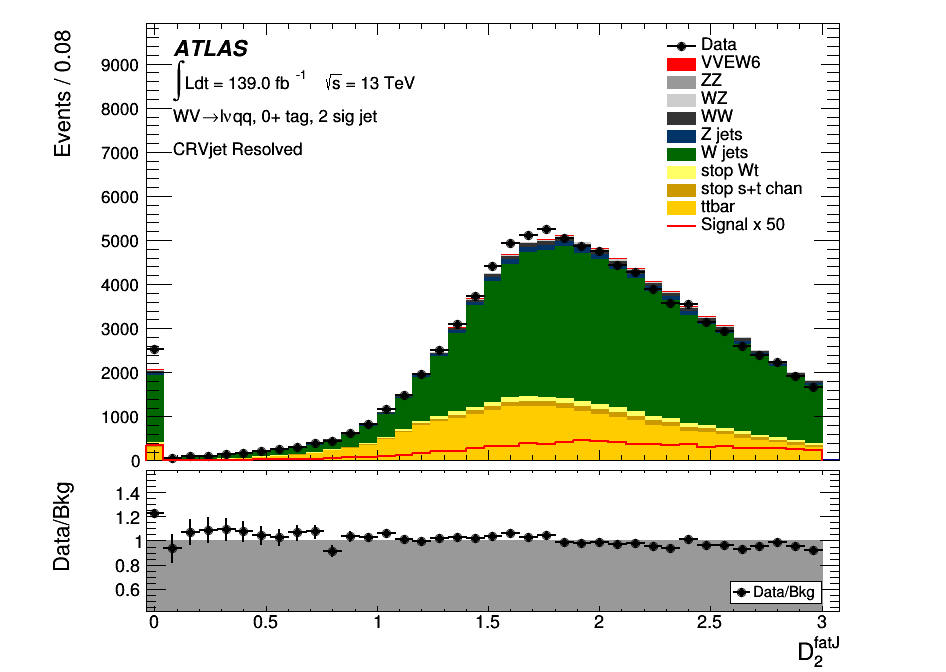 ATLAS
∫Ldt = 139.0 fb⁻¹ √s = 13 TeV
WV→lνqq, 0+ tag, 2 sig jet
CRVjet Resolved
Data
VVEW6
ZZ
WZ
WW
Z jets
W jets
stop Wt
stop s+t chan
ttbar
Signal x 50
Events / 0.08
9000
8000
7000
6000
5000
4000
3000
2000
1000
0
Data/Bkg
1.4
1.2
1
0.8
0.6
Data/Bkg
0 0.5 1 1.5 2 2.5 3
D₂^fatJ